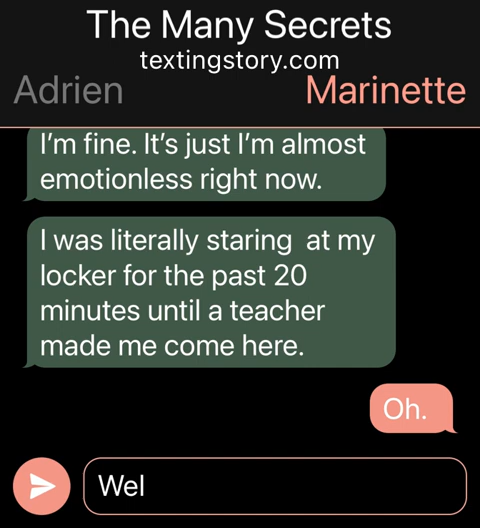 The Many Secrets
textingstory.com
Adrien Marinette
I'm fine. It's just I'm almost
emotionless right now.
I was literally staring at my
locker for the past 20
minutes until a teacher
made me come here.
Oh.
Wel